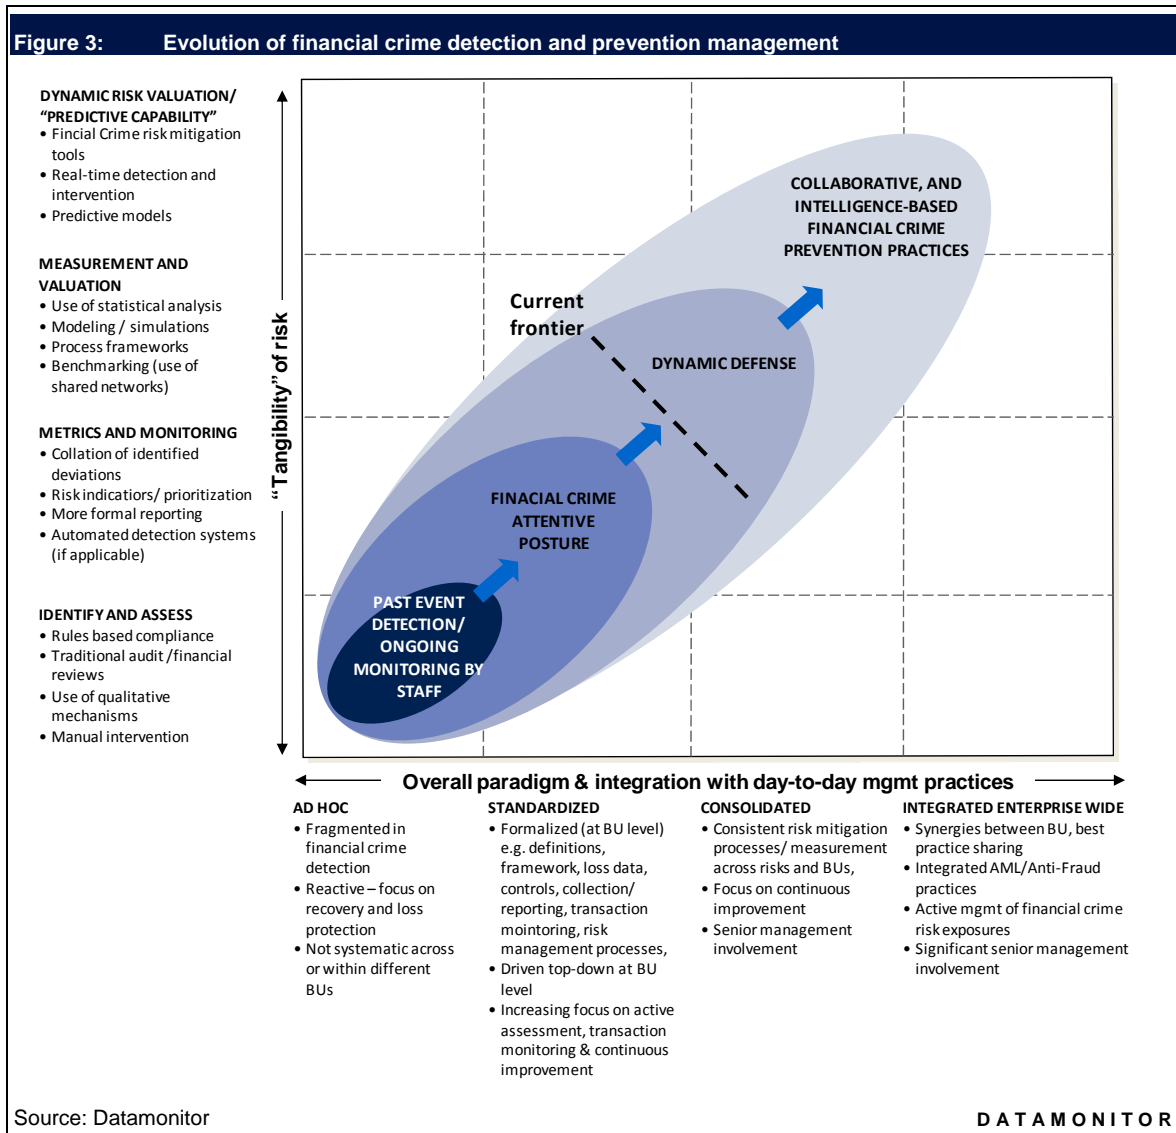 Figure 3: Evolution of financial crime detection and prevention management
DYNAMIC RISK VALUATION/
“PREDICTIVE CAPABILITY”
• Fincial Crime risk mitigation
tools
• Real-time detection and
intervention
• Predictive models
MEASUREMENT AND
VALUATION
• Use of statistical analysis
• Modeling / simulations
• Process frameworks
• Benchmarking (use of
shared networks)
METRICS AND MONITORING
• Collation of identified
deviations
• Risk indicatiors/ prioritization
• More formal reporting
• Automated detection systems
(if applicable)
IDENTIFY AND ASSESS
• Rules based compliance
• Traditional audit /financial
reviews
• Use of qualitative
mechanisms
• Manual intervention
“Tangibility” of risk
COLLABORATIVE, AND
INTELLIGENCE-BASED
FINANCIAL CRIME
PREVENTION PRACTICES
Current
frontier
DYNAMIC DEFENSE
FINACIAL CRIME
ATTENTIVE
POSTURE
PAST EVENT
DETECTION/
ONGOING
MONITORING BY
STAFF
Overall paradigm & integration with day-to-day mgmt practices
AD HOC
• Fragmented in
financial crime
detection
• Reactive – focus on
recovery and loss
protection
• Not systematic across
or within different
BUs
STANDARDIZED
• Formalized (at BU level)
e.g. definitions,
framework, loss data,
controls, collection/
reporting, transaction
mointoring, risk
management processes,
• Driven top-down at BU
level
• Increasing focus on active
assessment, transaction
monitoring & continuous
improvement
CONSOLIDATED
• Consistent risk mitigation
processes/ measurement
across risks and BUs,
• Focus on continuous
improvement
• Senior management
involvement
INTEGRATED ENTERPRISE WIDE
• Synergies between BU, best
practice sharing
• Integrated AML/Anti-Fraud
practices
• Active mgmt of financial crime
risk exposures
• Significant senior management
involvement
Source: Datamonitor
DATAMONITOR